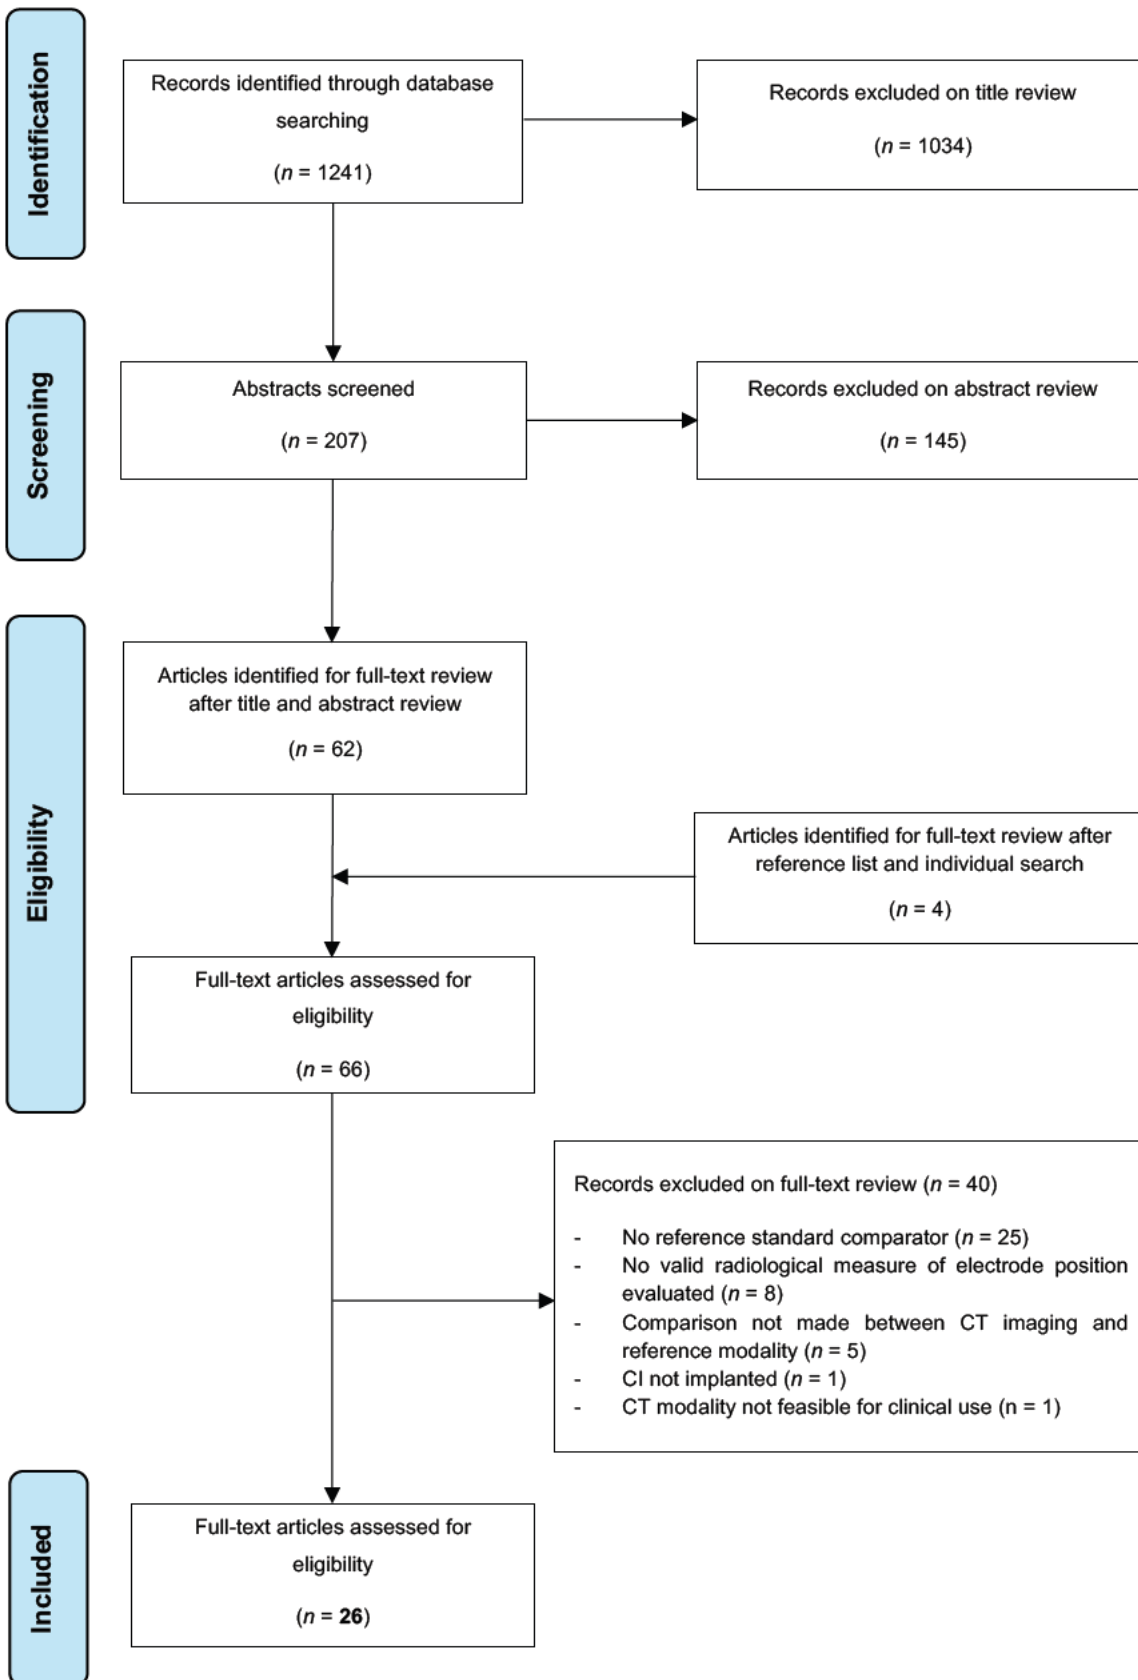 Identification
Records identified through database
searching
(n = 1241)
Records excluded on title review
(n = 1034)
Screening
Abstracts screened
(n = 207)
Records excluded on abstract review
(n = 145)
Eligibility
Articles identified for full-text review
after title and abstract review
(n = 62)
Articles identified for full-text review after
reference list and individual search
(n = 4)
Full-text articles assessed for
eligibility
(n = 66)
Records excluded on full-text review (n = 40)
- No reference standard comparator (n = 25)
- No valid radiological measure of electrode position
evaluated (n = 8)
- Comparison not made between CT imaging and
reference modality (n = 5)
- CI not implanted (n = 1)
- CT modality not feasible for clinical use (n = 1)
Included
Full-text articles assessed for
eligibility
(n = 26)